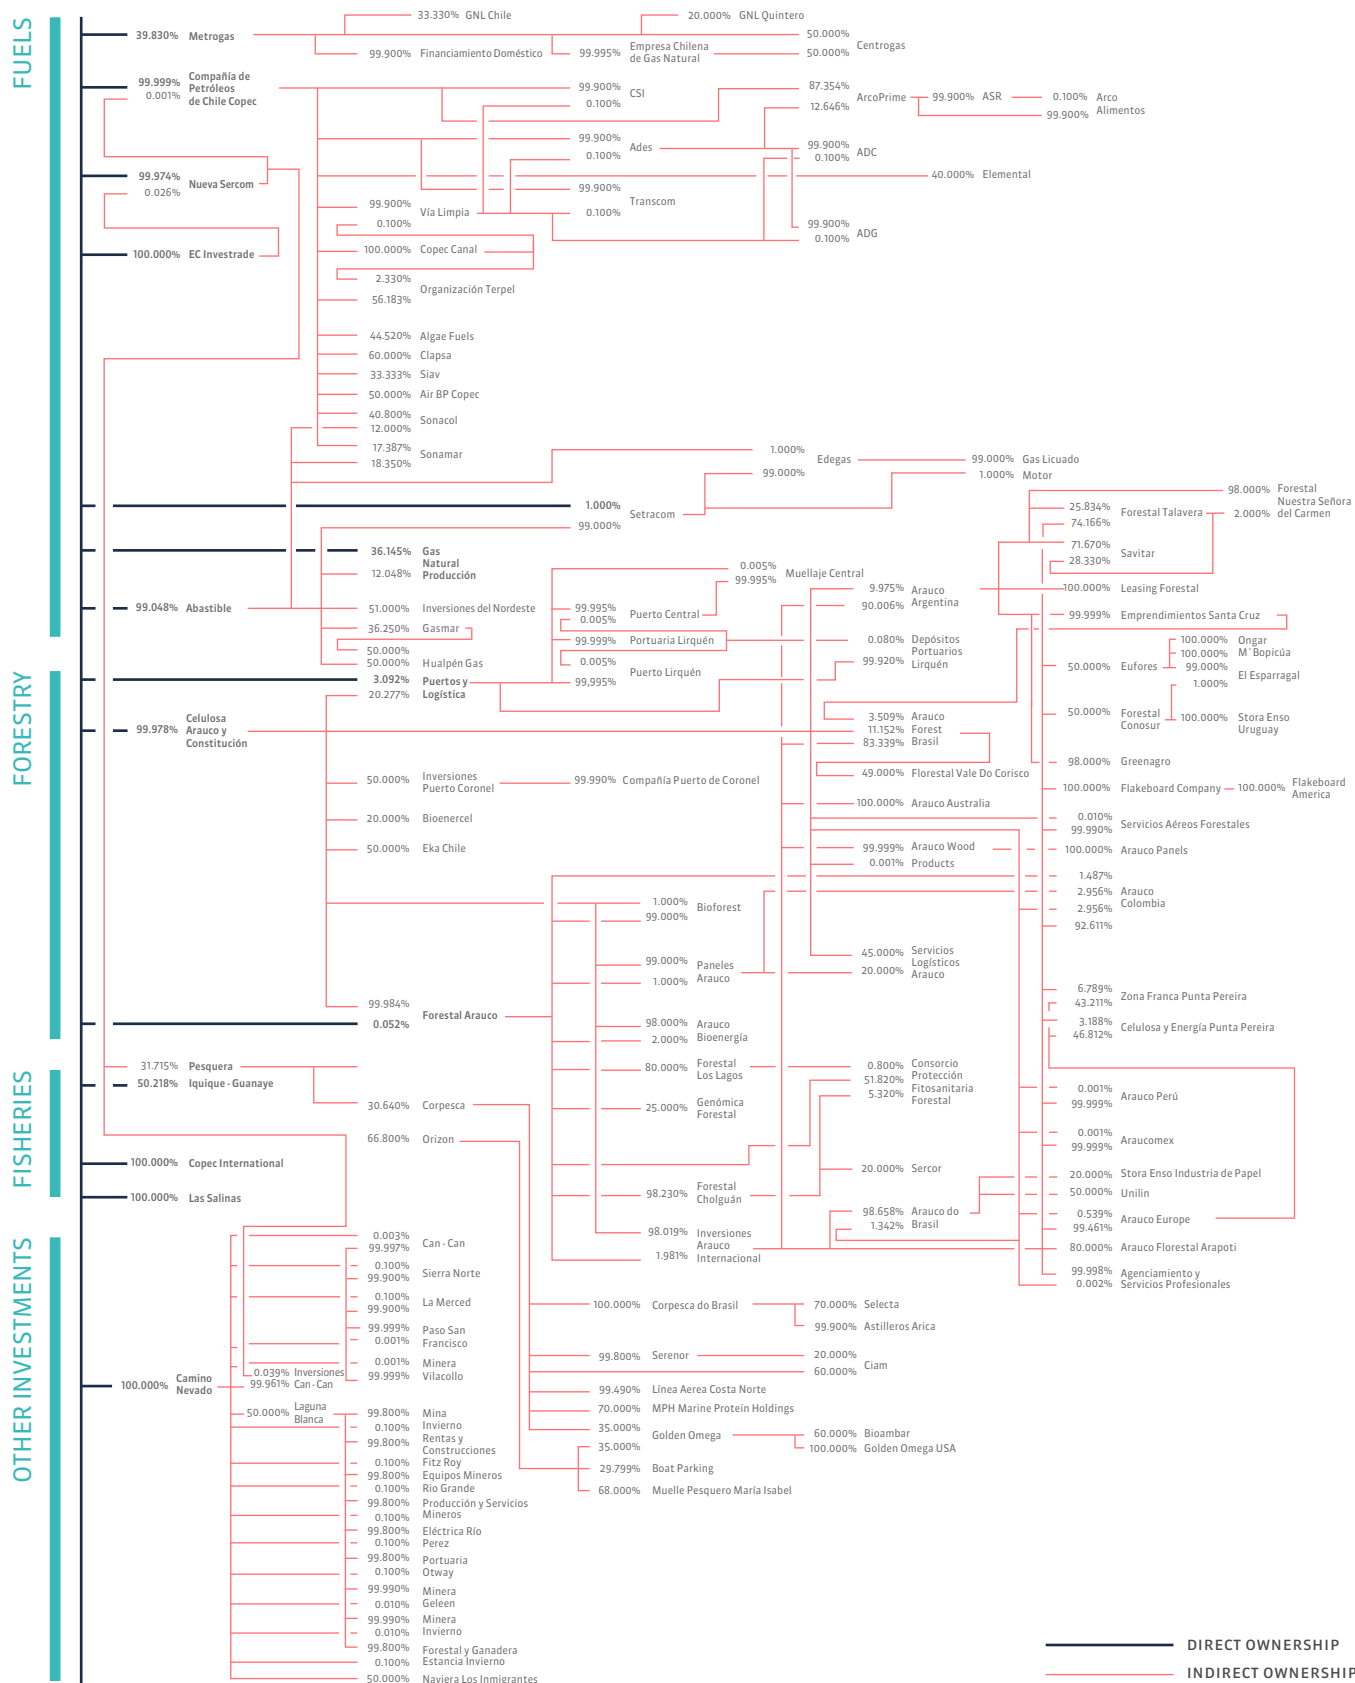 FUELS
33.330% GNL Chile
20.000% GNL Quintero
39.830% Metrogas
50.000%
Centrogas
50.000%
99.900% Financiamiento Doméstico
99.995% Empresa Chilena
de Gas Natural
99.999% Compañía de
Petróleos
de Chile Copec
0.001%
99.900%
CSI
0.100%
87.354%
ArcoPrime
12.646%
99.900% ASR
0.100% Arco
Alimentos
99.900%
99.900%
Ades
0.100%
99.900%
ADC
0.100%
99.974%
Nueva Sercom
0.026%
40.000% Elemental
99.900%
Transcom
0.100%
99.900%
Vía Limpia
0.100%
99.900%
ADG
0.100%
100.000% EC Investrade
100.000% Copec Canal
2.330%
Organización Terpel
56.183%
44.520% Algae Fuels
60.000% Clapsa
33.333% Siav
50.000% Air BP Copec
40.800%
Sonacol
12.000%
17.387%
Sonamar
18.350%
1.000%
Edegas
99.000%
99.000% Gas Licuado
1.000% Motor
1.000%
Setracom
99.000%
98.000% Forestal
Nuestra Señora
2.000% del Carmen
25.834%
Forestal Talavera
74.166%
71.670%
Savitar
28.330%
36.145% Gas
Natural
12.048% Producción
0.005%
Muellaje Central
99.995%
9.975% Arauco
90.006% Argentina
100.000% Leasing Forestal
99.048% Abastible
51.000% Inversiones del Nordeste
99.995%
Puerto Central
0.005%
99.999% Emprendimientos Santa Cruz
36.250% Gasmar
50.000%
50.000% Hualpén Gas
99.999% Portuaria Lirquén
0.005%
Puerto Lirquén
99,995%
0.080% Depósitos
Portuarios
99.920% Lirquén
50.000% Eufores
100.000% Ongar
100.000% M´Bopicúa
99.000%
El Esparragal
1.000%
FORESTRY
3.092% Puertos y
20.277% Logística
99.978% Celulosa
Arauco y
Constitución
3.509% Arauco
11.152% Forest
83.339% Brasil
50.000% Forestal
Conosur
100.000% Stora Enso
Uruguay
49.000% Florestal Vale Do Corisco
98.000% Greenagro
50.000% Inversiones
Puerto Coronel
99.990% Compañía Puerto de Coronel
100.000% Flakeboard Company
100.000% Flakeboard
America
100.000% Arauco Australia
20.000% Bioenercel
0.010%
Servicios Aéreos Forestales
99.990%
50.000% Eka Chile
99.999% Arauco Wood
0.001% Products
100.000% Arauco Panels
1.487%
2.956% Arauco
Colombia
2.956%
92.611%
1.000%
Bioforest
99.000%
99.000% Paneles
Arauco
1.000%
45.000% Servicios
Logísticos
20.000% Arauco
99.984%
Forestal Arauco
0.052%
98.000% Arauco
2.000% Bioenergía
6.789%
Zona Franca Punta Pereira
43.211%
3.188%
Celulosa y Energía Punta Pereira
46.812%
80.000% Forestal
Los Lagos
0.800% Consorcio
51.820% Protección
5.320% Fitosanitaria
Forestal
25.000% Genómica
Forestal
0.001%
Arauco Perú
99.999%
0.001%
Araucomex
99.999%
FISHERIES
31.715% Pesquera
50.218% Iquique - Guanaye
30.640% Corpesca
66.800% Orizon
100.000% Copec International
100.000% Las Salinas
98.230% Forestal
Cholguán
20.000% Sercor
20.000% Stora Enso Industria de Papel
50.000% Unilin
98.658% Arauco do
1.342% Brasil
0.539%
Arauco Europe
99.461%
98.019% Inversiones
Arauco
1.981% Internacional
80.000% Arauco Florestal Arapoti
99.998% Agenciamiento y
0.002% Servicios Profesionales
OTHER INVESTMENTS
0.003%
Can - Can
99.997%
0.100%
Sierra Norte
99.900%
0.100%
La Merced
99.900%
99.999% Paso San
0.001% Francisco
0.001% Minera
99.999% Vilacollo
100.000% Camino
Nevado
0.039% Inversiones
99.961% Can - Can
100.000% Corpesca do Brasil
70.000% Selecta
99.900% Astilleros Arica
99.800% Serenor
20.000%
Ciam
60.000%
99.490% Línea Aerea Costa Norte
70.000% MPH Marine Protein Holdings
35.000%
Golden Omega
35.000%
60.000% Bioambar
100.000% Golden Omega USA
29.799% Boat Parking
68.000% Muelle Pesquero María Isabel
50.000% Laguna
Blanca
99.800% Mina
0.100% Invierno
99.800% Rentas y
Construcciones
0.100% Fitz Roy
99.800% Equipos Mineros
0.100% Rio Grande
99.800% Producción y Servicios
0.100% Mineros
99.800% Eléctrica Río
0.100% Perez
99.800% Portuaria
0.100% Otway
99.990% Minera
0.010% Geleen
99.990% Minera
0.010% Invierno
99.800% Forestal y Ganadera
0.100% Estancia Invierno
50.000% Naviera Los Inmigrantes
DIRECT OWNERSHIP
INDIRECT OWNERSHIP